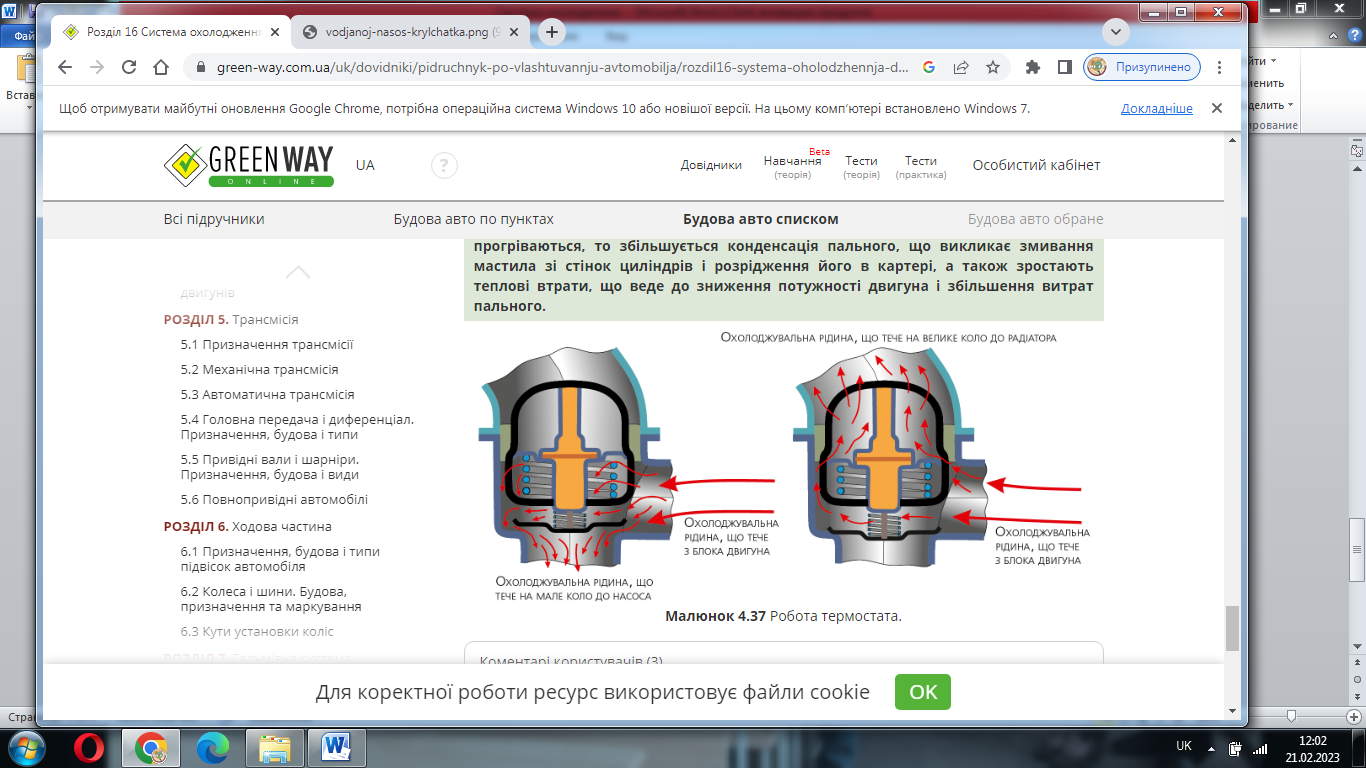 Розділ 16 Система охолодження
vodjanoj-nasos-krylchatka.png (9
green-way.com.ua/uk/dovidniki/pidruchnyk-po-vlashtuvannju-avtomobilja/rozdil16-systema-oholodzhennja-d...
Призупинено
Щоб отримувати майбутні оновлення Google Chrome, потрібна операційна система Windows 10 або новішої версії. На цьому комп'ютері встановлено Windows 7.
Докладніше
GREEN WAY
ONLINE
UA
?
Довідники
Навчання Beta
(теорія)
Тести
(теорія)
Тести
(практика)
Особистий кабінет
Всі підручники
Будова авто по пунктах
Будова авто списком
Будова авто обране
двигунів
РОЗДІЛ 5. Трансмісія
5.1 Призначення трансмісії
5.2 Механічна трансмісія
5.3 Автоматична трансмісія
5.4 Головна передача і диференціал.
Призначення, будова і типи
5.5 Привідні вали і шарніри.
Призначення, будова і види
5.6 Повнопривідні автомобілі
РОЗДІЛ 6. Ходова частина
6.1 Призначення, будова і типи
підвісок автомобіля
6.2 Колеса і шини. Будова,
призначення та маркування
6.3 Кути установки коліс
прогріваються, то збільшується конденсація пального, що викликає змивання
мастила зі стінок циліндрів і розрідження його в картері, а також зростають
теплові втрати, що веде до зниження потужності двигуна і збільшення витрат
пального.
Охолоджувальна рідина, що тече на велике коло до радіатора
Охолоджувальна
рідина, що тече
з блока двигуна
Охолоджувальна
рідина, що тече
з блока двигуна
Охолоджувальна рідина, що
тече на мале коло до насоса
Малюнок 4.37 Робота термостата.
Коментарі користувачів (3)
Для коректної роботи ресурс використовує файли cookie
OK
UK
12:02
21.02.2023